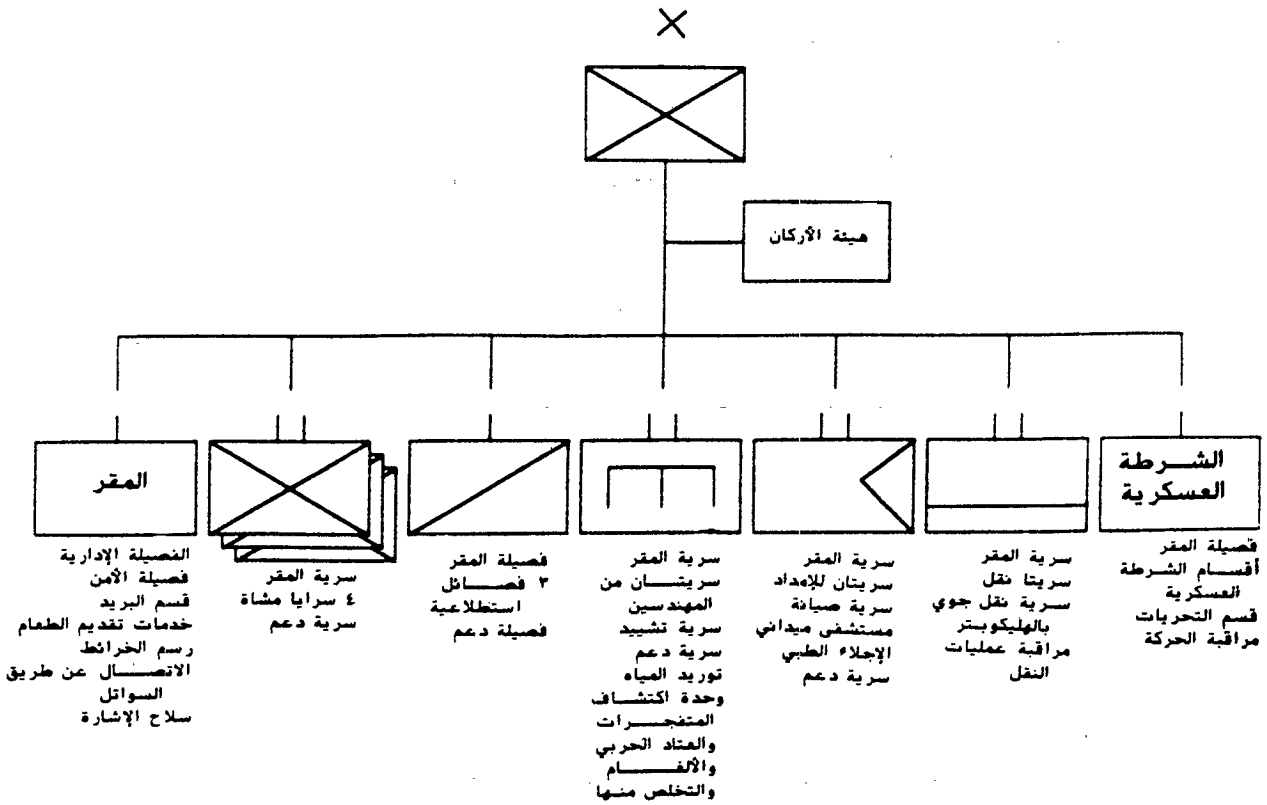 هيئة الأركان
المقر
الفصيلة الإدارية
فصيلة الأمن
قسم البريد
خدمات تقديم الطعام
رسم الخرائط
الاتصال عن طريق
السواتل
سلاح الإشارة
سرية المقر
٤ سرايا مشاة
سرية دعم
فصيلة المقر
٣ فصائل
استطلاعية
فصيلة دعم
سرية المقر
سريتان من
المهندسين
سرية تشييد
سرية دعم
توريد المياه
وحدة اكتشاف
المتفجرات
والعتاد الحربي
والألغام
والتخلص منها
سرية المقر
سريتان للإمداد
سرية صيانة
مستشفى ميداني
الإجلاء الطبي
سرية دعم
سرية المقر
سريتا نقل
سرية نقل جوي
بالهليكوبتر
مراقبة عمليات
النقل
الشرطة
العسكرية
فصيلة المقر
أقسام الشرطة
العسكرية
قسم التحريات
مراقبة الحركة